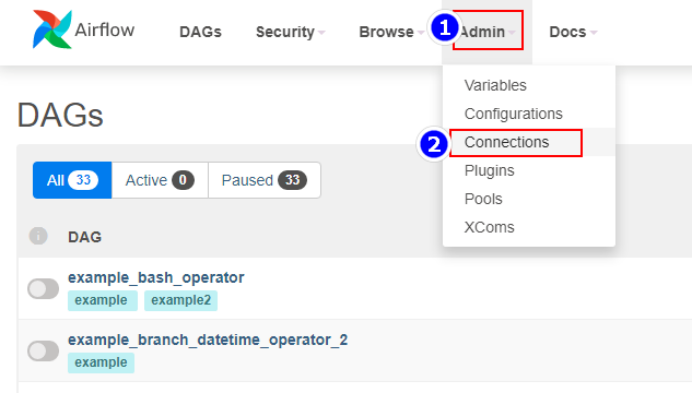 Airflow DAGs Security Browse 1 Admin Docs
Variables
Configurations
2 Connections
Plugins
Pools
XComs
DAGs
All 33 Active 0 Paused 33
i DAG
example_bash_operator
example example2
example_branch_datetime_operator_2
example